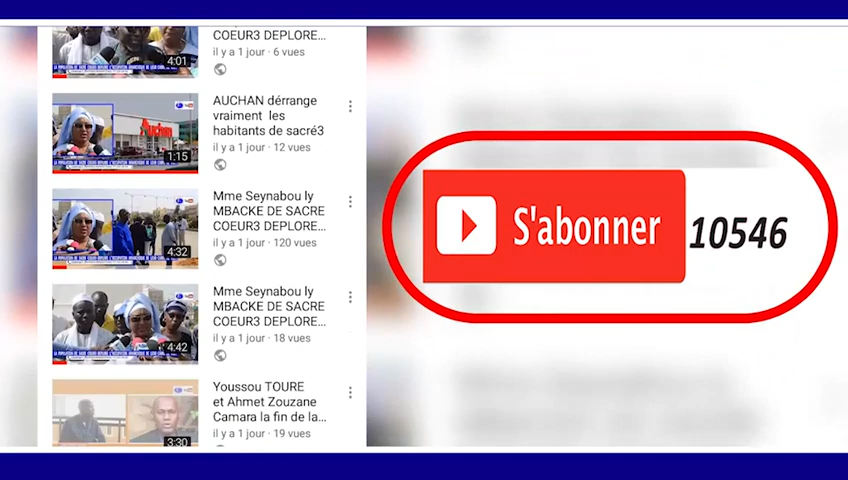 COEUR3 DEPLORE...
il y a 1 jour · 6 vues
4:01
AUCHAN dérrange
vraiment les
habitants de sacré3
il y a 1 jour · 12 vues
Auchan
1:15
Mme Seynabou ly
MBACKE DE SACRE
COEUR3 DEPLORE...
il y a 1 jour · 120 vues
4:32
Mme Seynabou ly
MBACKE DE SACRE
COEUR3 DEPLORE...
il y a 1 jour · 18 vues
4:42
Youssou TOURE
et Ahmet Zouzane
Camara la fin de la...
il y a 1 jour · 19 vues
3:30
S'abonner
10546